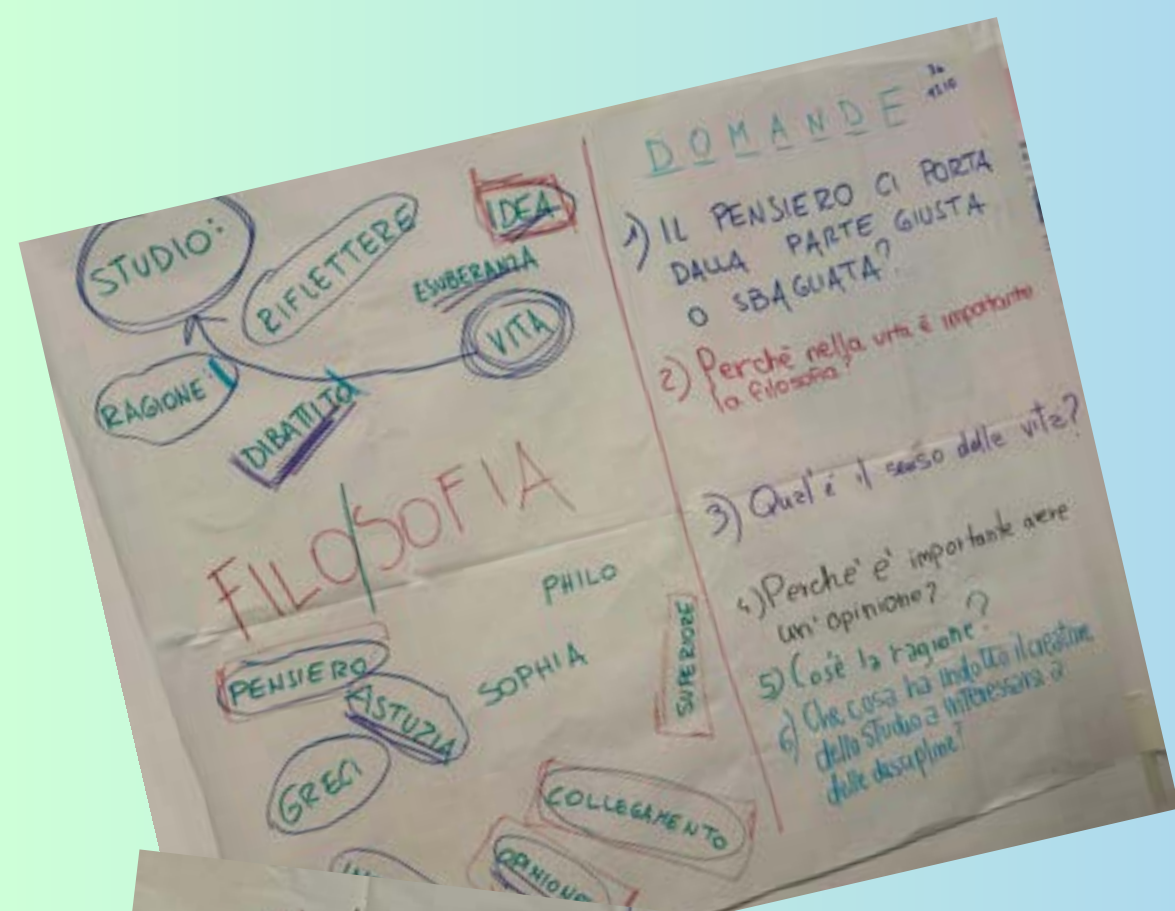 STUDIO:
RIFLETTERE
IDEA
ESUBERANZA
VITA
RAGIONE
DIBATTITO
FILO/SOFIA
PHILO
SOPHIA
SUPERIORE
PENSIERO
ASTUZIA
GRECI
COLLEGAMENTO
OPINIONE
DOMANDE
1) IL PENSIERO CI PORTA
DALLA PARTE GIUSTA
O SBAGLIATA?
2) Perché nella vita è importante
la filosofia?
3) Qual'è il senso della vita?
4) Perche' e' importante avere
un'opinione?
5) Cos'è la ragione?
6) Che cosa ha indotto il creatore
dello studio a interessarsi a
delle discipline?